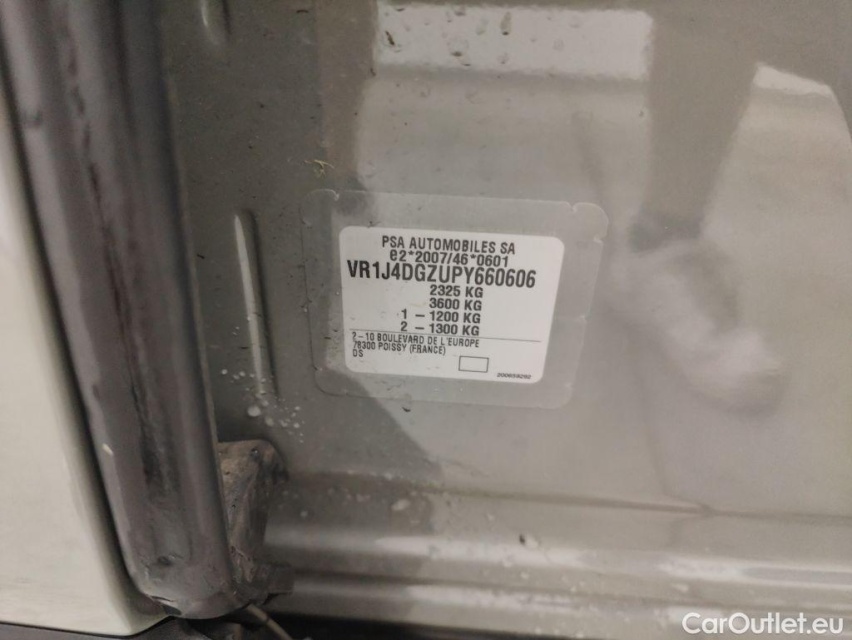 PSA AUTOMOBILES SA
e2*2007/46*0601
VR1J4DGZUPY660606
2325 KG
3600 KG
1 - 1200 KG
2 - 1300 KG
2-10 BOULEVARD DE L'EUROPE
78300 POISSY (FRANCE)
DS
CarOutlet.eu